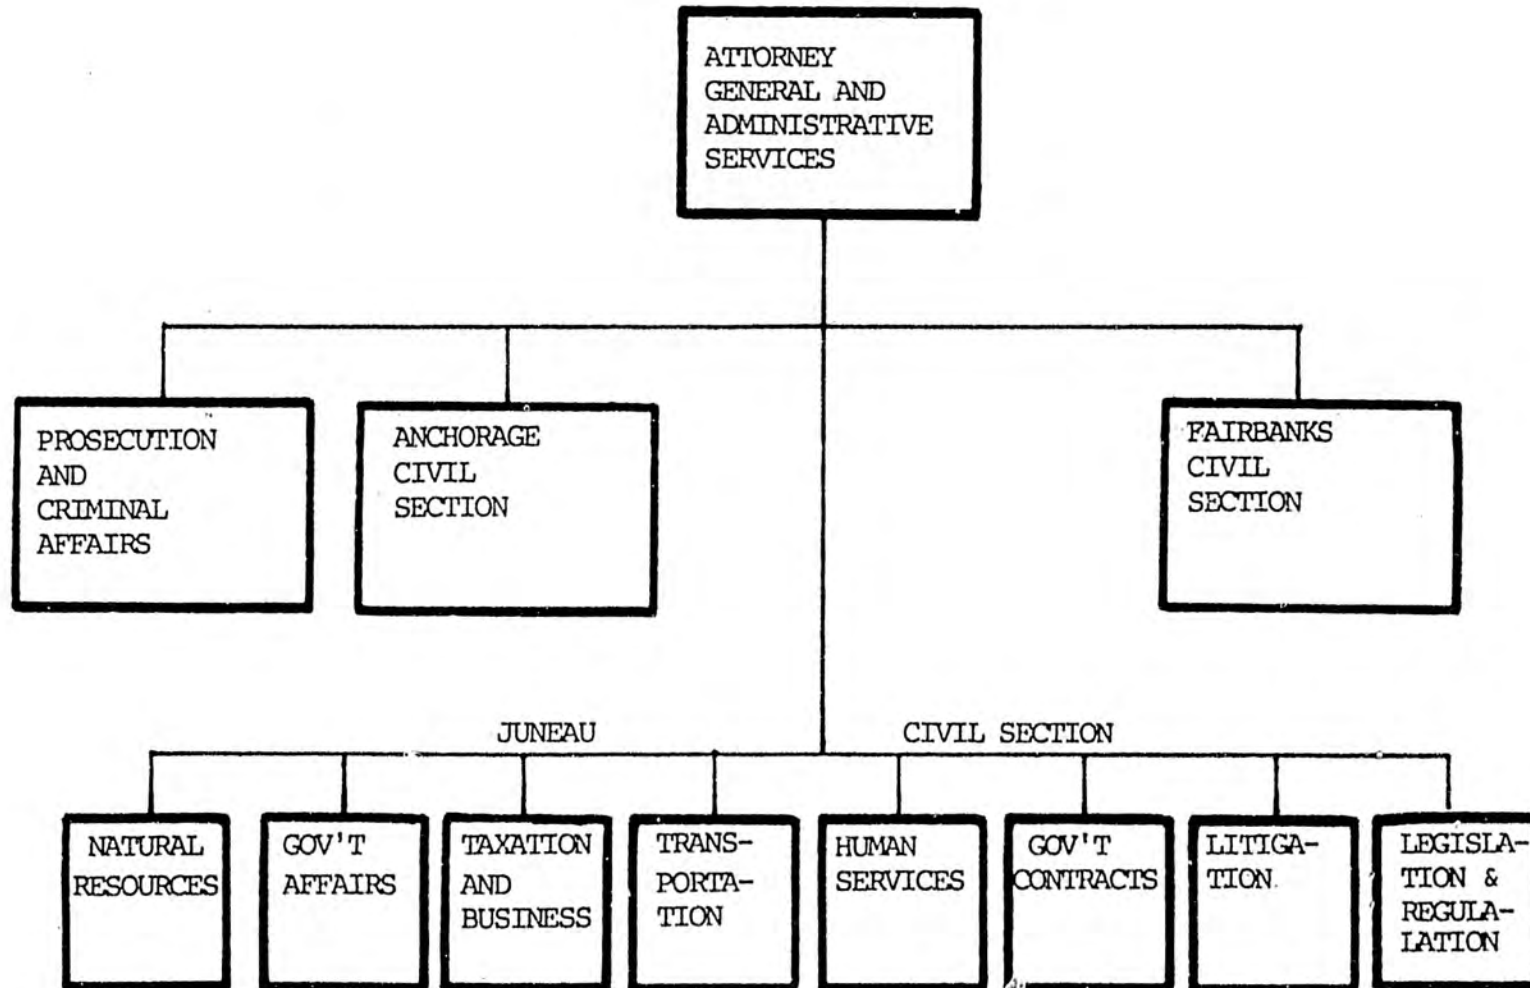 ATTORNEY
GENERAL AND
ADMINISTRATIVE
SERVICES
PROSECUTION
AND
CRIMINAL
AFFAIRS
ANCHORAGE
CIVIL
SECTION
FAIRBANKS
CIVIL
SECTION
JUNEAU CIVIL SECTION
NATURAL
RESOURCES
GOV'T
AFFAIRS
TAXATION
AND
BUSINESS
TRANS-
PORTA-
TION
HUMAN
SERVICES
GOV'T
CONTRACTS
LITIGA-
TION
LEGISLA-
TION &
REGULA-
LATION